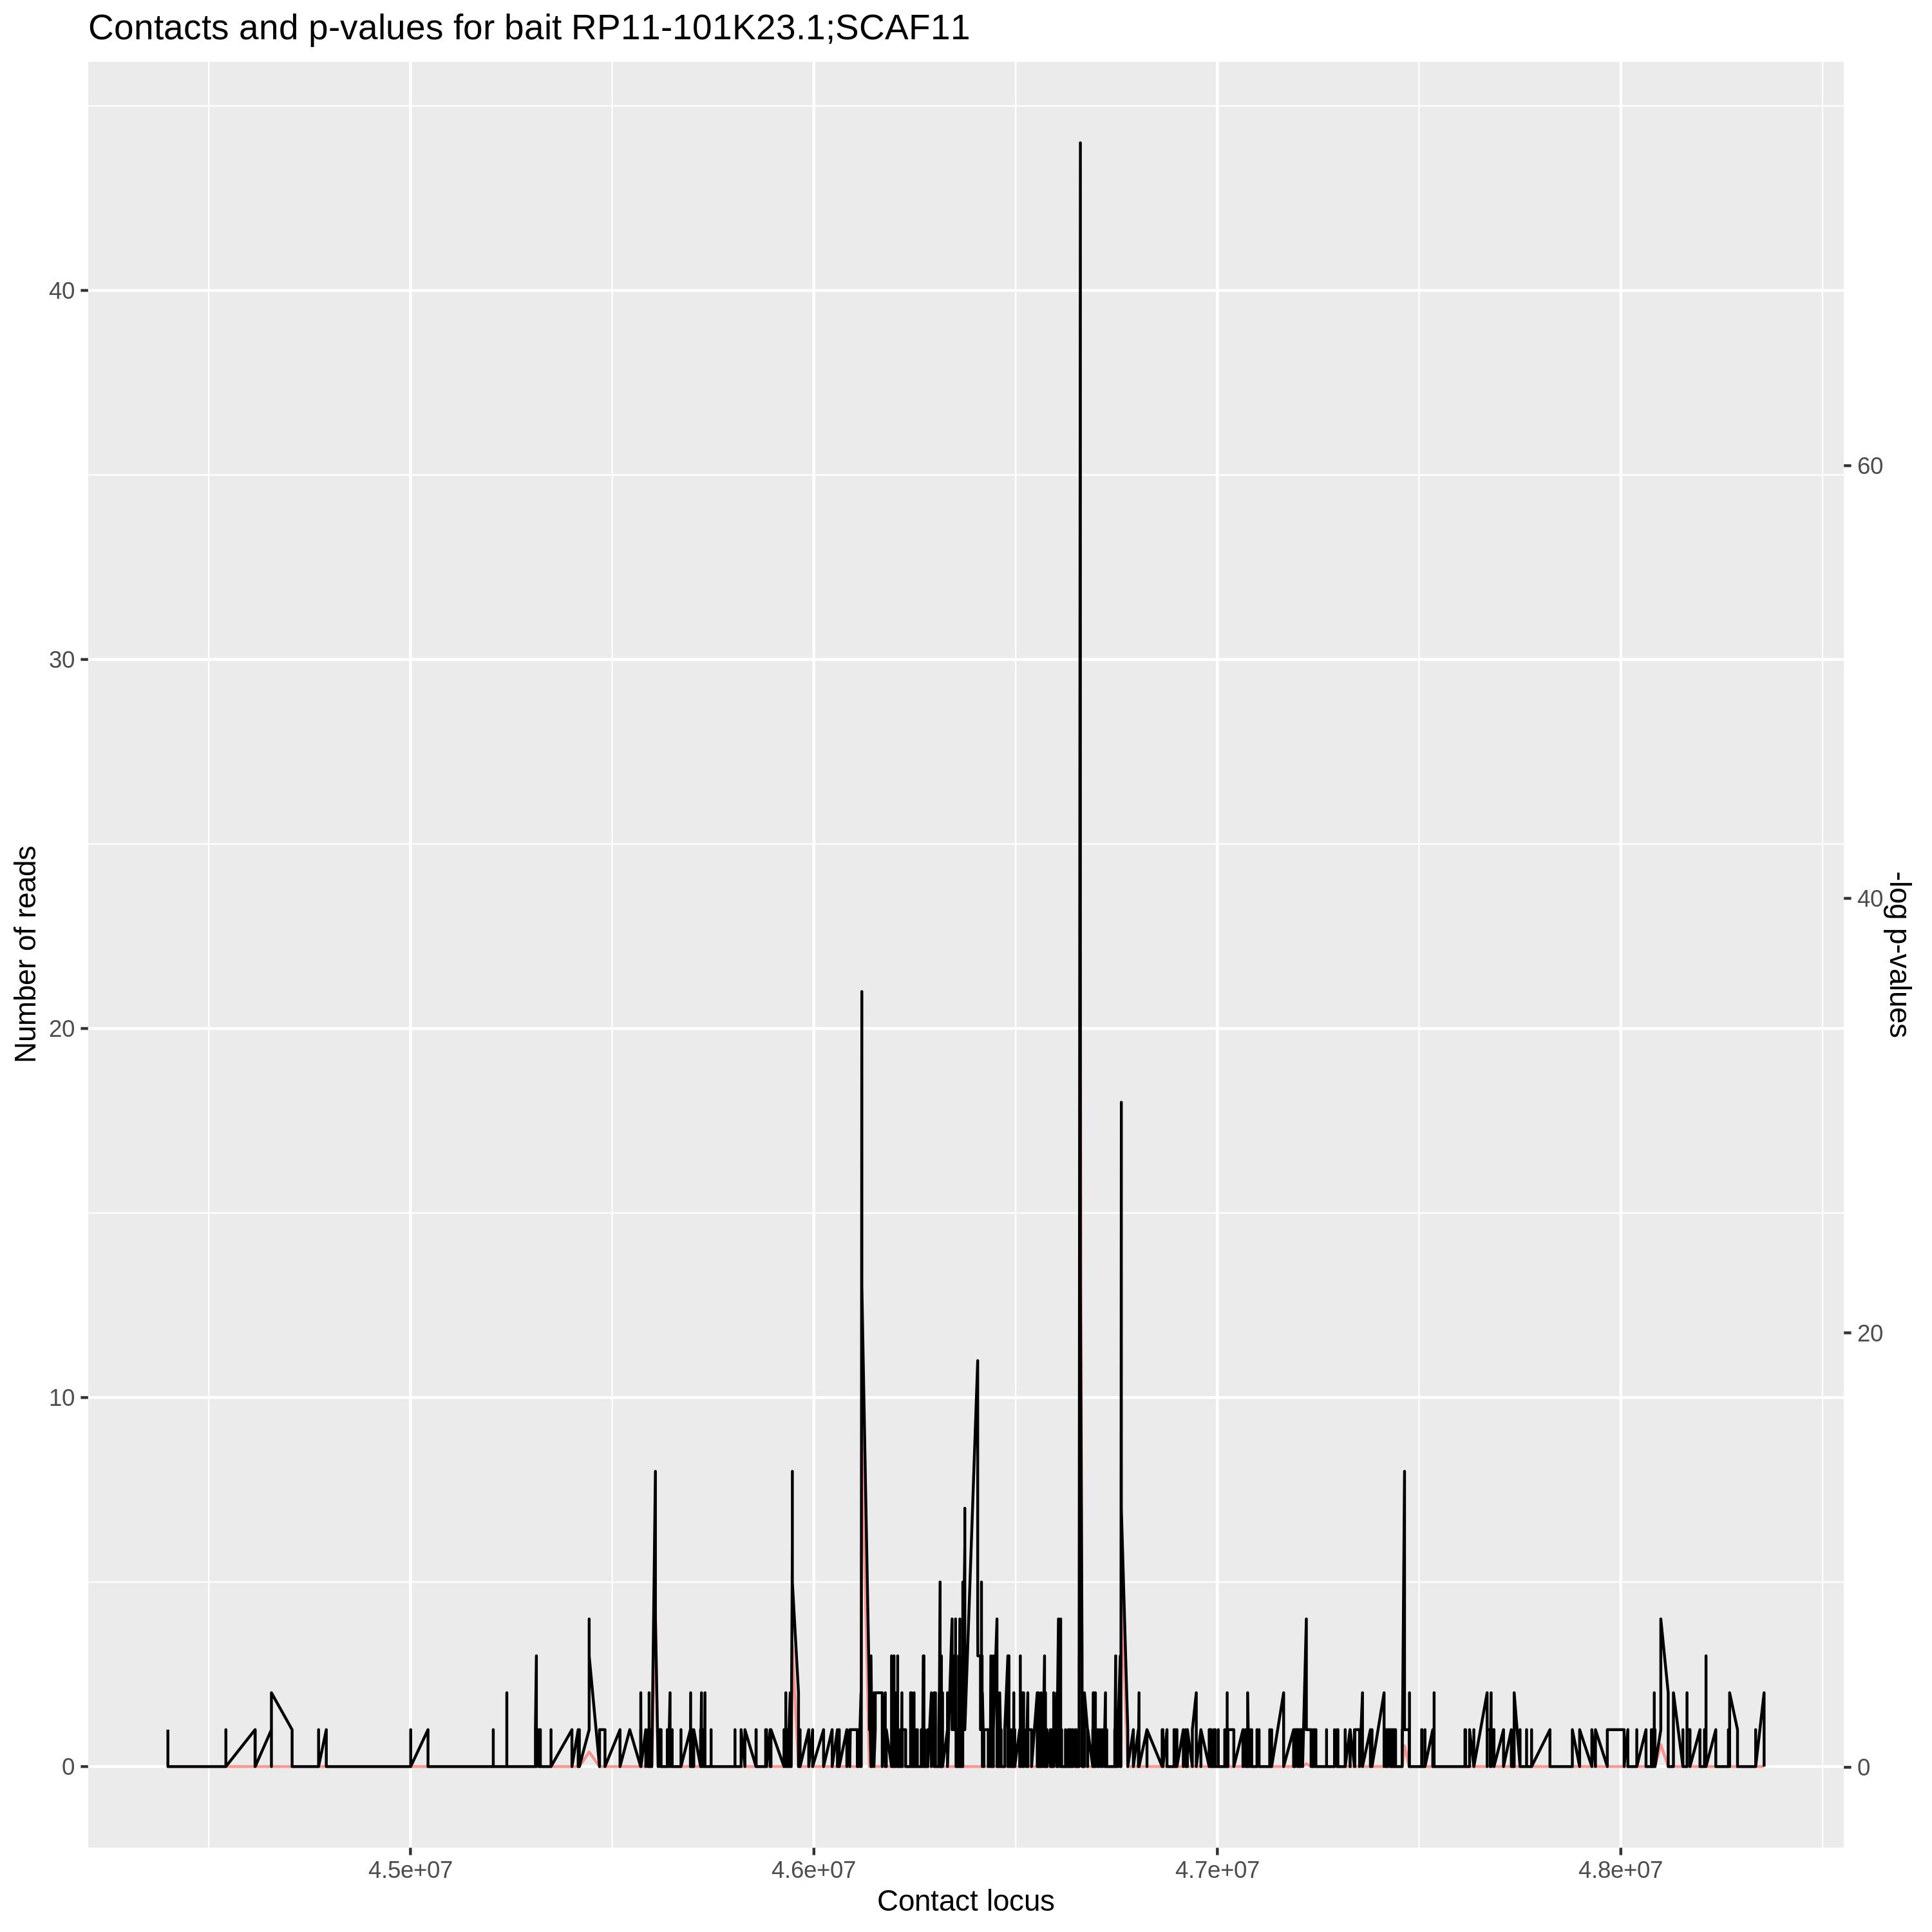 Contacts and p-values for bait RP11-101K23.1;SCAF11
40
30
20
10
0
Number of reads
60
40
20
0
-log p-values
4.5e+07 4.6e+07 4.7e+07 4.8e+07
Contact locus